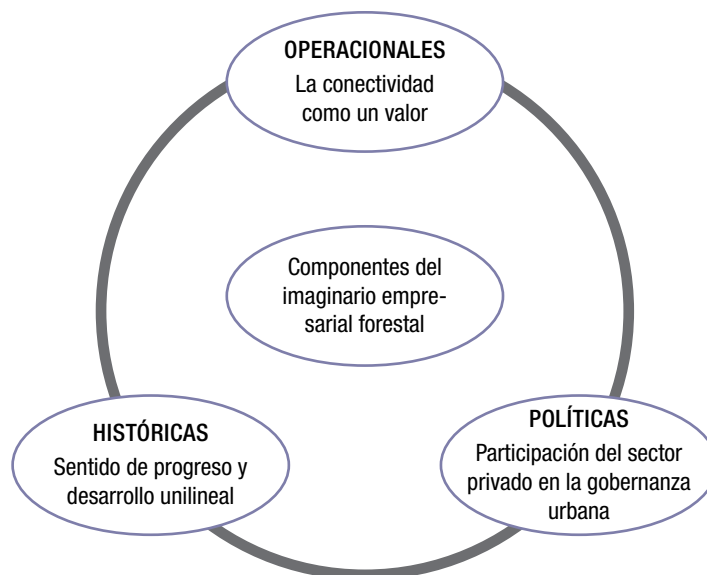 OPERACIONALES
La conectividad
como un valor
Componentes del
imaginario empre-
sarial forestal
HISTÓRICAS
Sentido de progreso y
desarrollo unilineal
POLÍTICAS
Participación del sector
privado en la gobernanza
urbana